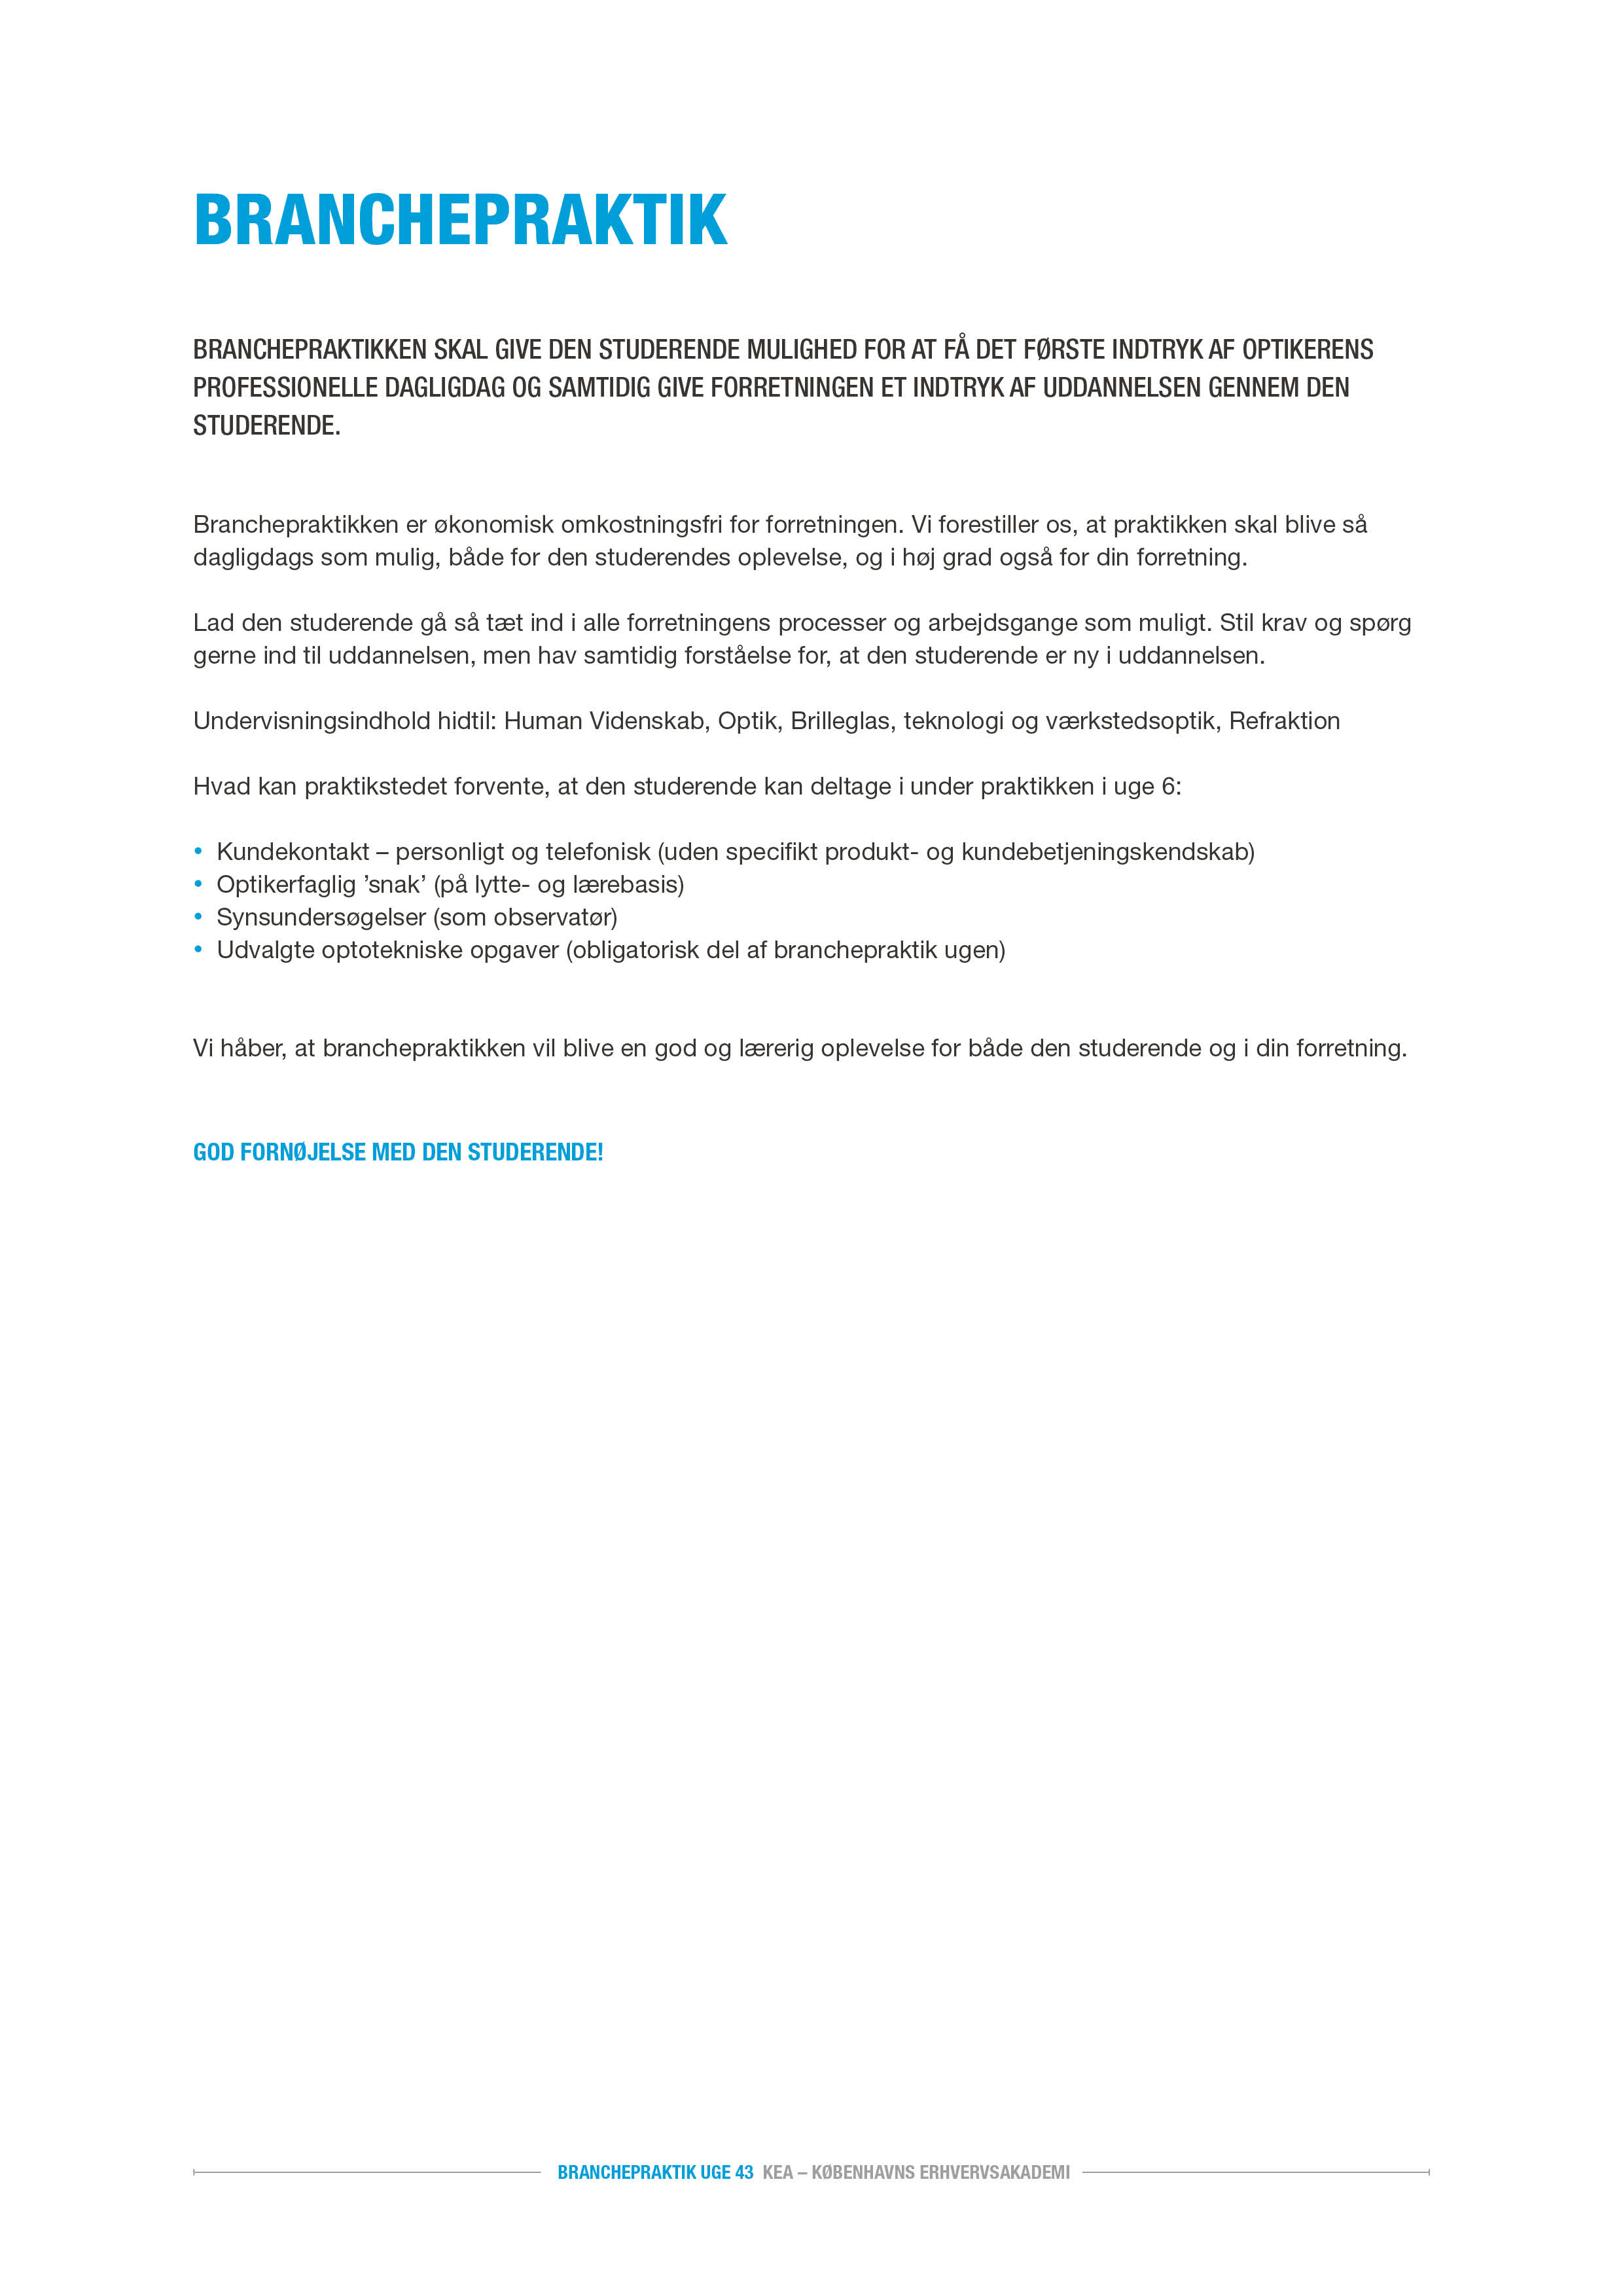 BRANCHEPRAKTIK
BRANCHEPRAKTIKKEN SKAL GIVE DEN STUDERENDE MULIGHED FOR AT FÅ DET FØRSTE INDTRYK AF OPTIKERENS
PROFESSIONELLE DAGLIGDAG OG SAMTIDIG GIVE FORRETNINGEN ET INDTRYK AF UDDANNELSEN GENNEM DEN
STUDERENDE.
Branchepraktikken er økonomisk omkostningsfri for forretningen. Vi forestiller os, at praktikken skal blive så
dagligdags som mulig, både for den studerendes oplevelse, og i høj grad også for din forretning.
Lad den studerende gå så tæt ind i alle forretningens processer og arbejdsgange som muligt. Stil krav og spørg
gerne ind til uddannelsen, men hav samtidig forståelse for, at den studerende er ny i uddannelsen.
Undervisningsindhold hidtil: Human Videnskab, Optik, Brilleglas, teknologi og værkstedsoptik, Refraktion
Hvad kan praktikstedet forvente, at den studerende kan deltage i under praktikken i uge 6:
• Kundekontakt – personligt og telefonisk (uden specifikt produkt- og kundebetjeningskendskab)
• Optikerfaglig ’snak’ (på lytte- og lærebasis)
• Synsundersøgelser (som observatør)
• Udvalgte optotekniske opgaver (obligatorisk del af branchepraktik ugen)
Vi håber, at branchepraktikken vil blive en god og lærerig oplevelse for både den studerende og i din forretning.
GOD FORNØJELSE MED DEN STUDERENDE!
BRANCHEPRAKTIK UGE 43 KEA – KØBENHAVNS ERHVERVSAKADEMI